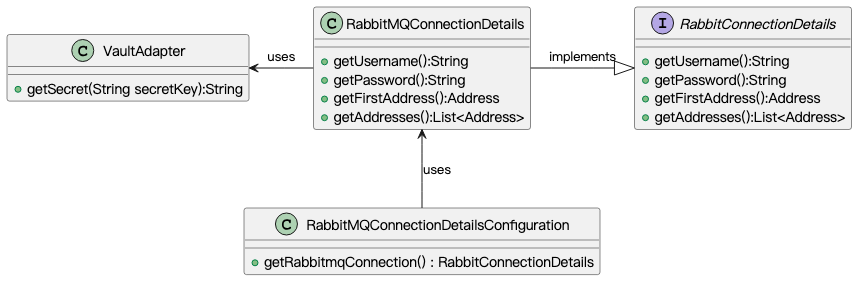 C VaultAdapter
getSecret(String secretKey):String
uses
C RabbitMQConnectionDetails
getUsername():String
getPassword():String
getFirstAddress():Address
getAddresses():List<Address>
implements
I RabbitConnectionDetails
getUsername():String
getPassword():String
getFirstAddress():Address
getAddresses():List<Address>
uses
C RabbitMQConnectionDetailsConfiguration
getRabbitmqConnection() : RabbitConnectionDetails